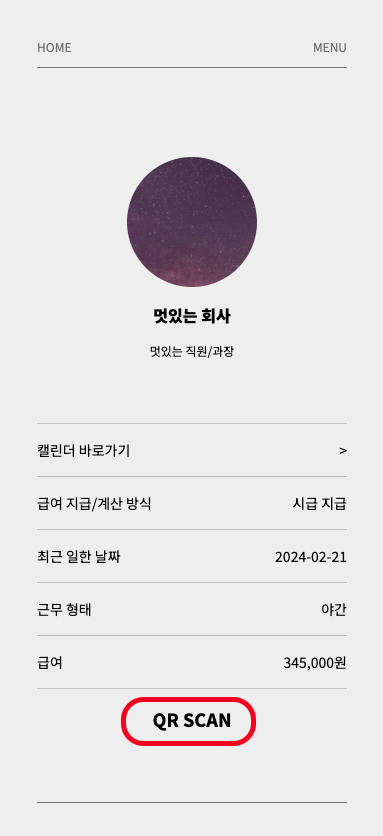 HOME MENU
멋있는 회사
멋있는 직원/과장
캘린더 바로가기 >
급여 지급/계산 방식 시급 지급
최근 일한 날짜 2024-02-21
근무 형태 야간
급여 345,000원
QR SCAN